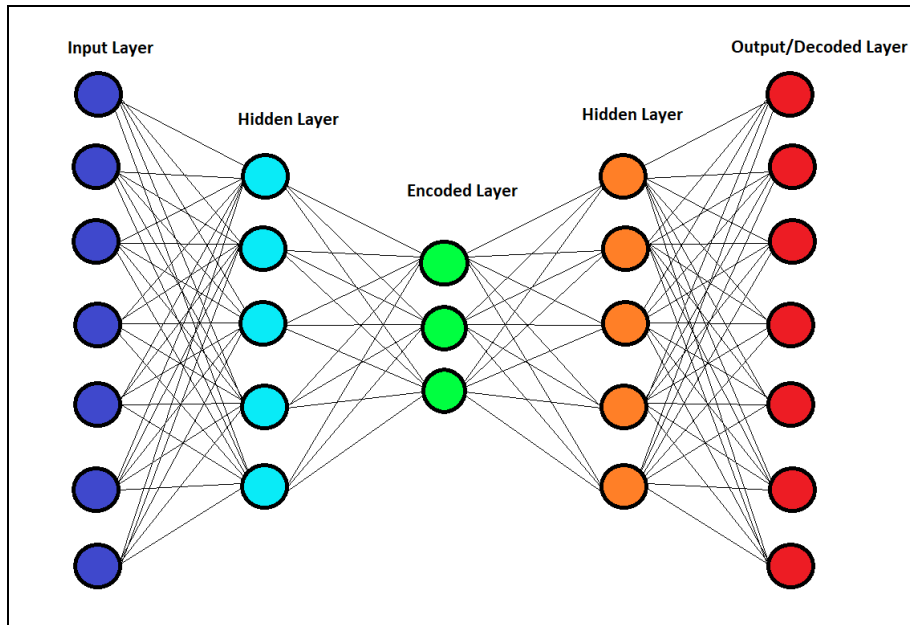 Input Layer
Output/Decoded Layer
Hidden Layer
Hidden Layer
Encoded Layer